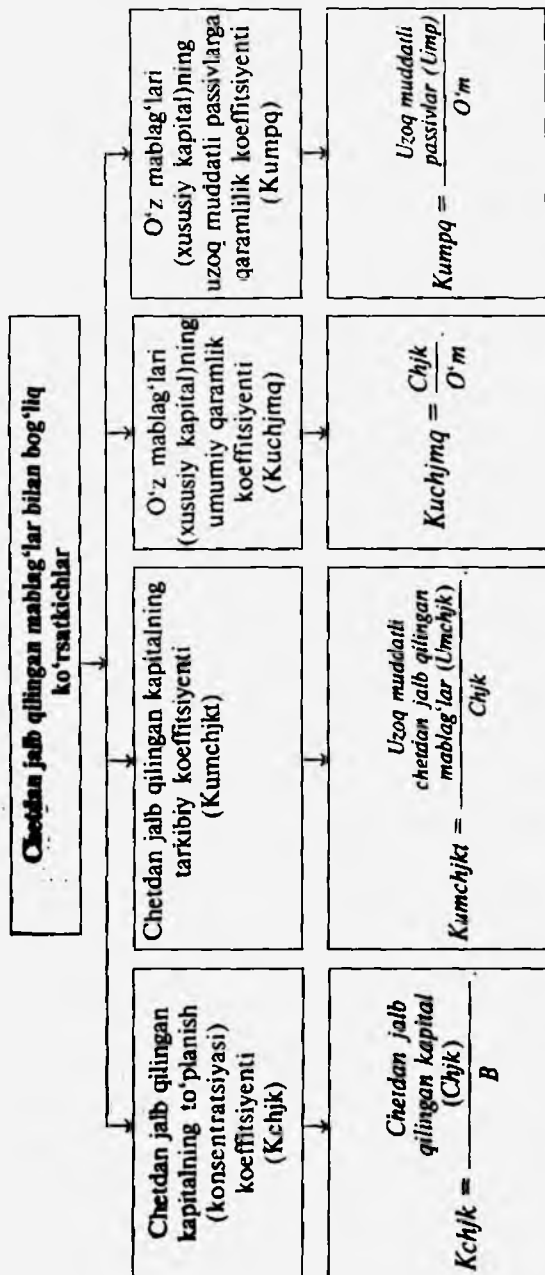 Chetdan jalb qilingan mablag‘lar bilan bog‘liq
ko‘rsatkichlar
Chetdan jalb qilingan
kapitalning to‘planish
(konsentratsiyasi)
koeffitsiyenti
(Kchjk)
Chetdan jalb qilingan kapitalning
tarkibiy koeffitsiyenti
(Kumchjkt)
O‘z mablag‘lari
(xususiy kapital)ning
umumiy qaramlik
koeffitsiyenti
(Kuchjmq)
O‘z mablag‘lari
(xususiy kapital)ning
uzoq muddatli passivlarga
qaramlilik koeffitsiyenti
(Kumpq)
Chetdan jalb
qilingan kapital
(Chjk)
Kchjk =
B
Uzoq muddatli
chetdan jalb qilingan
mablag‘lar (Umchjk)
Kumchjkt =
Chjk
Chjk
Kuchjmq =
O‘m
Uzoq muddatli
passivlar (Ump)
Kumpq =
O‘m